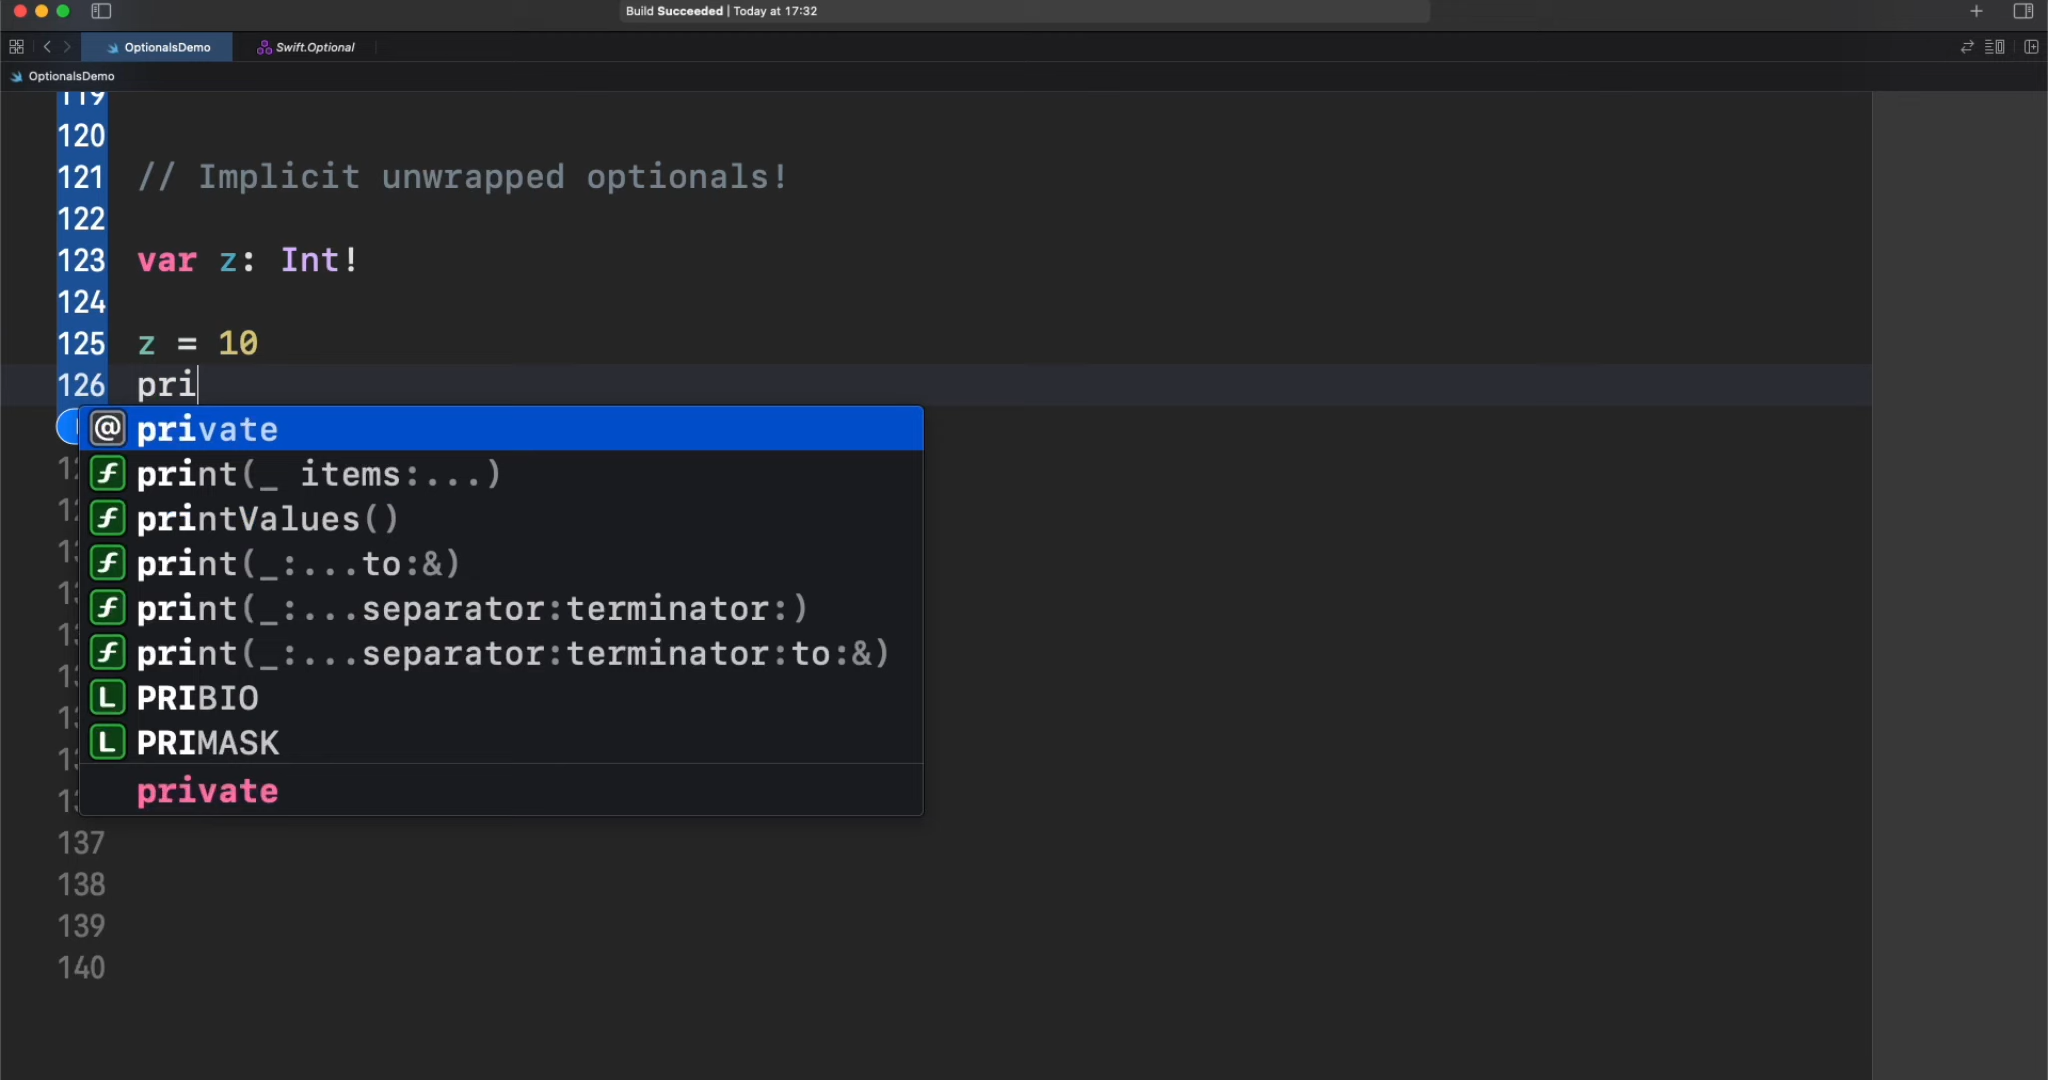 Build Succeeded | Today at 17:32
OptionalsDemo
Swift.Optional
OptionalsDemo
119
120
121 // Implicit unwrapped optionals!
122
123 var z: Int!
124
125 z = 10
126 pri
private
print(_ items:...)
printValues()
print(_:...to:&)
print(_:...separator:terminator:)
print(_:...separator:terminator:to:&)
PRIBIO
PRIMASK
private
137
138
139
140